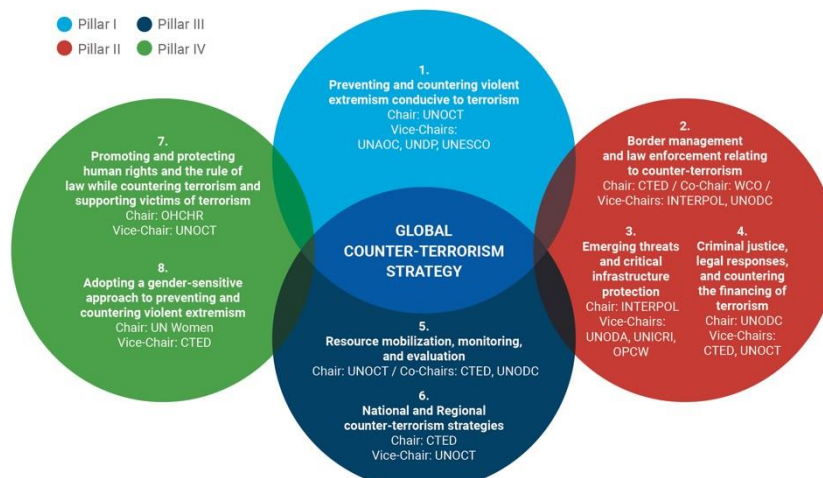 Pillar I
Pillar III
Pillar II
Pillar IV
1.
Preventing and countering violent
extremism conducive to terrorism
Chair: UNOCT
Vice-Chairs:
UNAOC, UNDP, UNESCO
7.
Promoting and protecting
human rights and the rule of
law while countering terrorism and
supporting victims of terrorism
Chair: OHCHR
Vice-Chair: UNOCT
8.
Adopting a gender-sensitive
approach to preventing and
countering violent extremism
Chair: UN Women
Vice-Chair: CTED
GLOBAL
COUNTER-TERRORISM
STRATEGY
2.
Border management
and law enforcement relating
to counter-terrorism
Chair: CTED / Co-Chair: WCO /
Vice-Chairs: INTERPOL, UNODC
3.
Emerging threats
and critical
infrastructure
protection
Chair: INTERPOL
Vice-Chairs:
UNODA, UNICRI,
OPCW
4.
Criminal justice,
legal responses,
and countering
the financing of
terrorism
Chair: UNODC
Vice-Chairs:
CTED, UNOCT
5.
Resource mobilization, monitoring,
and evaluation
Chair: UNOCT / Co-Chairs: CTED, UNODC
6.
National and Regional
counter-terrorism strategies
Chair: CTED
Vice-Chair: UNOCT